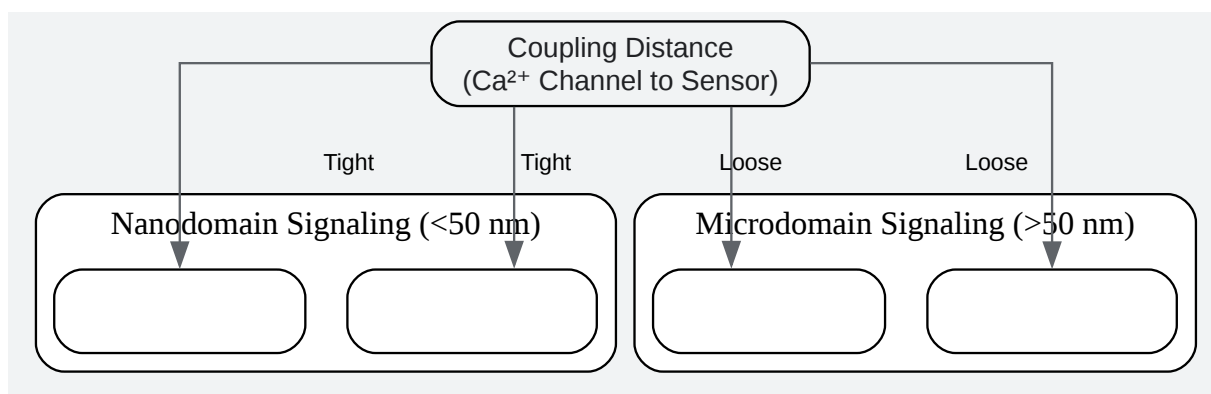 Coupling Distance
(Ca²⁺ Channel to Sensor)
Tight
Tight
Loose
Loose
Nanodomain Signaling (<50 nm)
Microdomain Signaling (>50 nm)